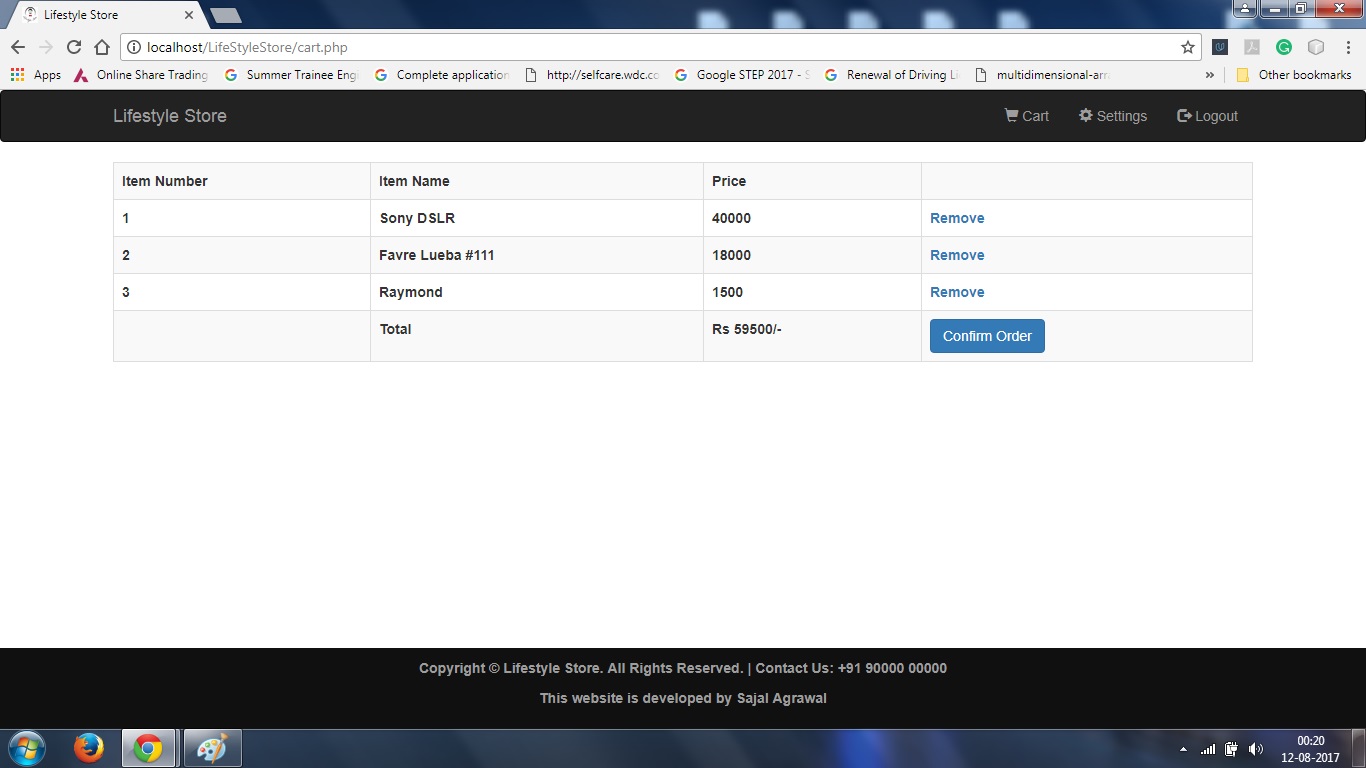 Lifestyle Store
localhost/LifeStyleStore/cart.php
Apps Online Share Trading Summer Trainee Eng Complete application http://selfcare.wdc.co Google STEP 2017 - S Renewal of Driving Li multidimensional-arr » Other bookmarks
Lifestyle Store Cart Settings Logout
Item Number Item Name Price
1 Sony DSLR 40000 Remove
2 Favre Lueba #111 18000 Remove
3 Raymond 1500 Remove
Total Rs 59500/- Confirm Order
Copyright © Lifestyle Store. All Rights Reserved. | Contact Us: +91 90000 00000
This website is developed by Sajal Agrawal
00:20
12-08-2017